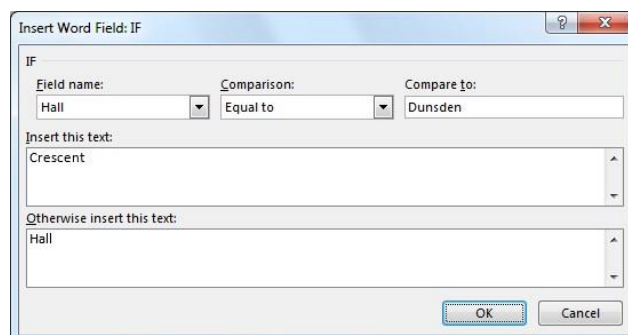 Insert Word Field: IF
IF
Field name: Comparison: Compare to:
Hall Equal to Dunsden
Insert this text:
Crescent
Otherwise insert this text:
Hall
OK Cancel